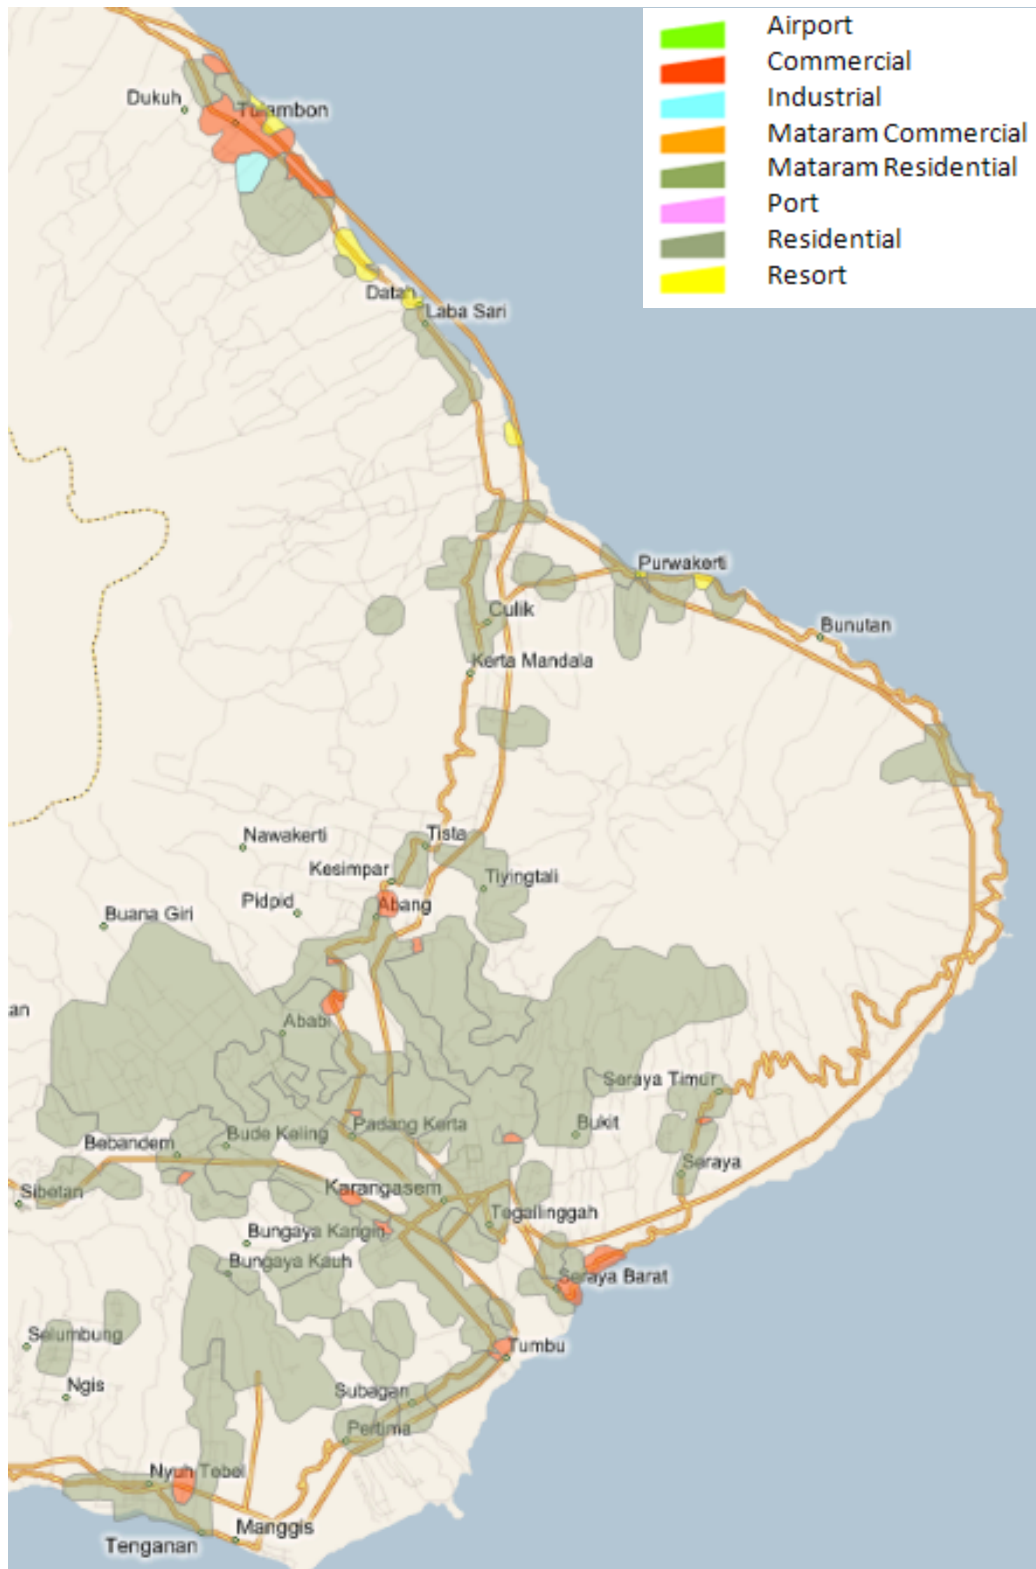 Airport
Commercial
Industrial
Mataram Commercial
Mataram Residential
Port
Residential
Resort
Dukuh
Tulambon
Datah
Laba Sari
Purwakerti
Culik
Bunutan
Kerta Mandala
Nawakerti
Tista
Kesimpar
Tiyingtali
Pidpid
Abang
Buana Giri
an
Ababi
Seraya Timur
Bukit
Padang Kerta
Bude Keling
Bebandem
Seraya
Sibetan
Karangasem
Tegallinggah
Bungaya Kangin
Bungaya Kauh
Seraya Barat
Selumbung
Tumbu
Ngis
Subagan
Pertima
Nyuh Tebel
Manggis
Tenganan